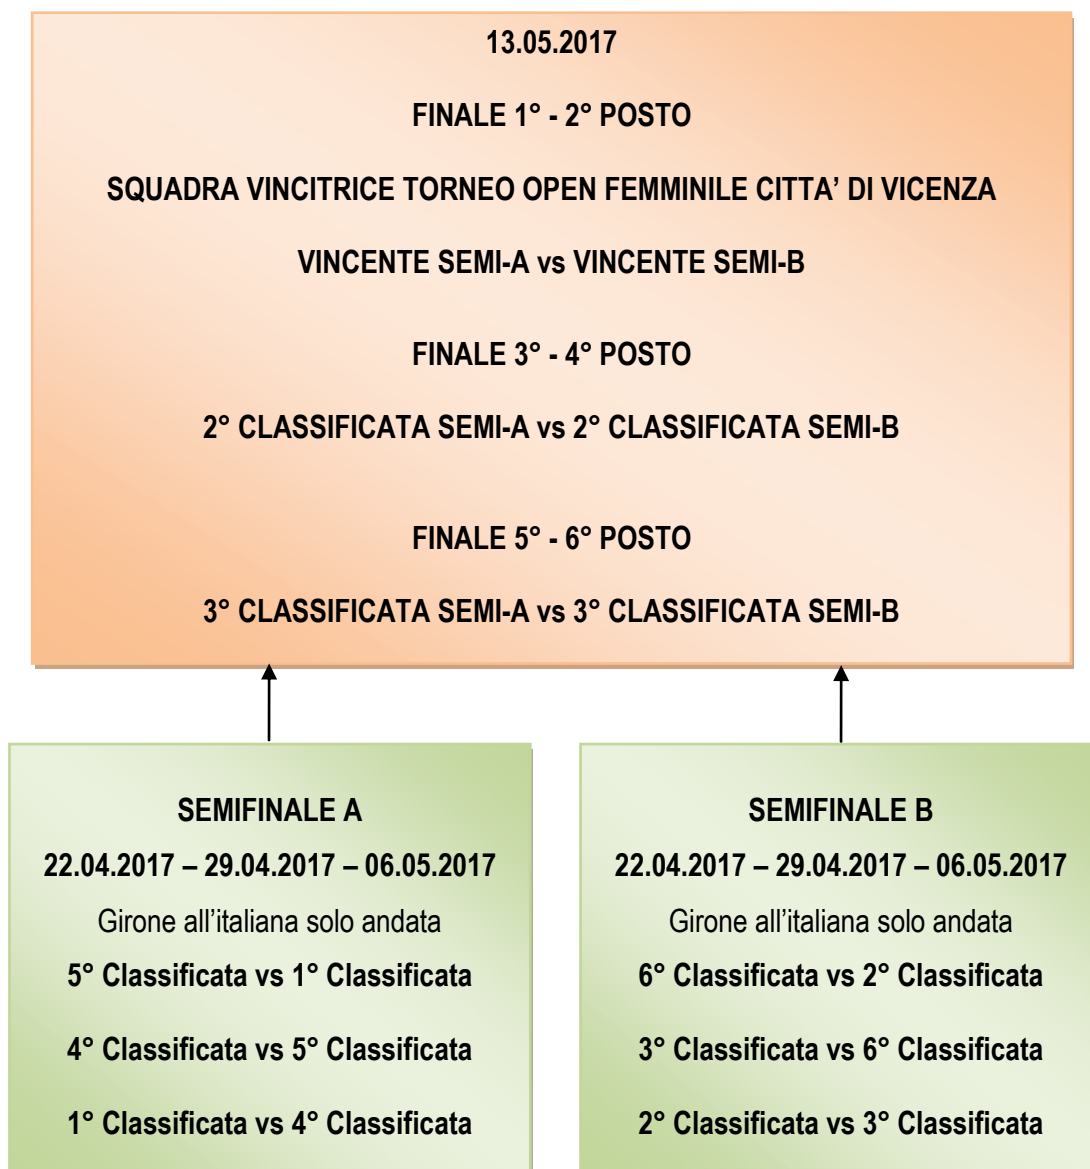 13.05.2017
FINALE 1° - 2° POSTO
SQUADRA VINCITRICE TORNEO OPEN FEMMINILE CITTA’ DI VICENZA
VINCENTE SEMI-A vs VINCENTE SEMI-B
FINALE 3° - 4° POSTO
2° CLASSIFICATA SEMI-A vs 2° CLASSIFICATA SEMI-B
FINALE 5° - 6° POSTO
3° CLASSIFICATA SEMI-A vs 3° CLASSIFICATA SEMI-B
SEMIFINALE A
22.04.2017 – 29.04.2017 – 06.05.2017
Girone all’italiana solo andata
5° Classificata vs 1° Classificata
4° Classificata vs 5° Classificata
1° Classificata vs 4° Classificata
SEMIFINALE B
22.04.2017 – 29.04.2017 – 06.05.2017
Girone all’italiana solo andata
6° Classificata vs 2° Classificata
3° Classificata vs 6° Classificata
2° Classificata vs 3° Classificata